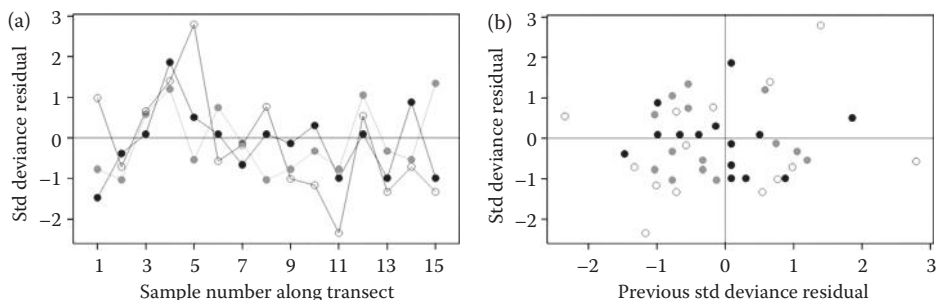 (a)
Std deviance residual
3
2
1
0
−1
−2
1 3 5 7 9 11 13 15
Sample number along transect
(b)
Std deviance residual
3
2
1
0
−1
−2
−2 −1 0 1 2 3
Previous std deviance residual